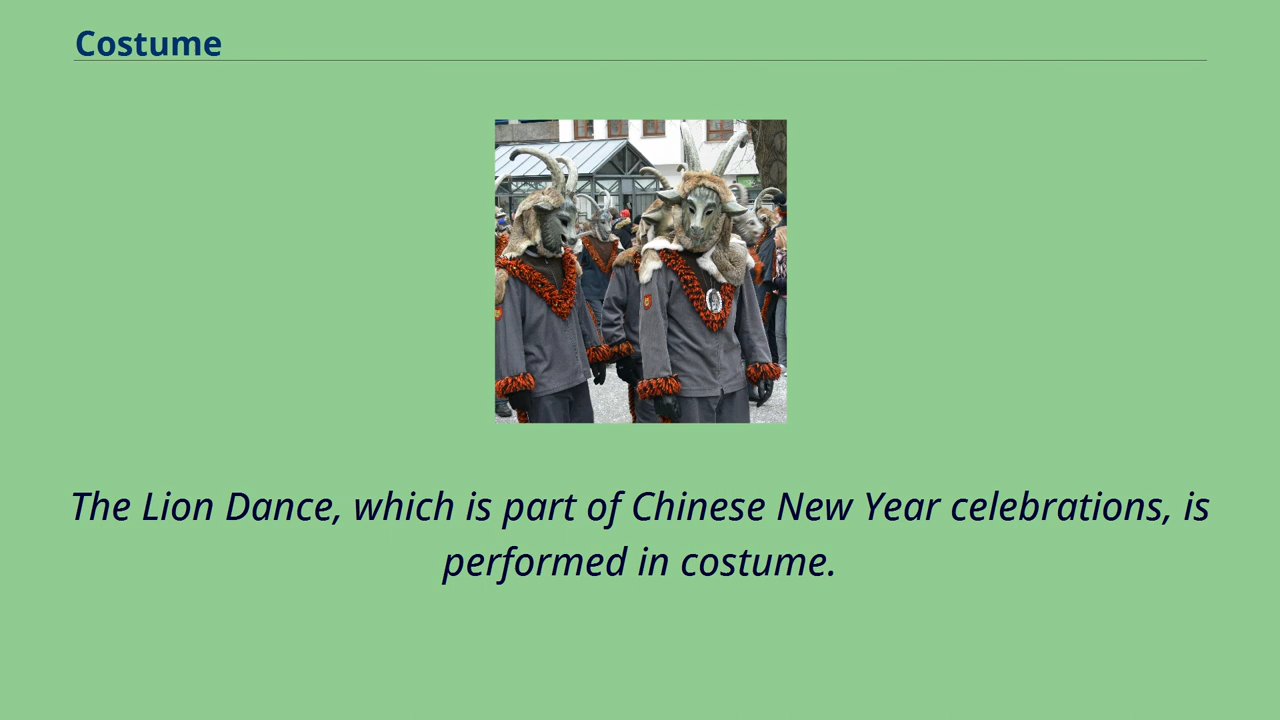 Costume
The Lion Dance, which is part of Chinese New Year celebrations, is
performed in costume.